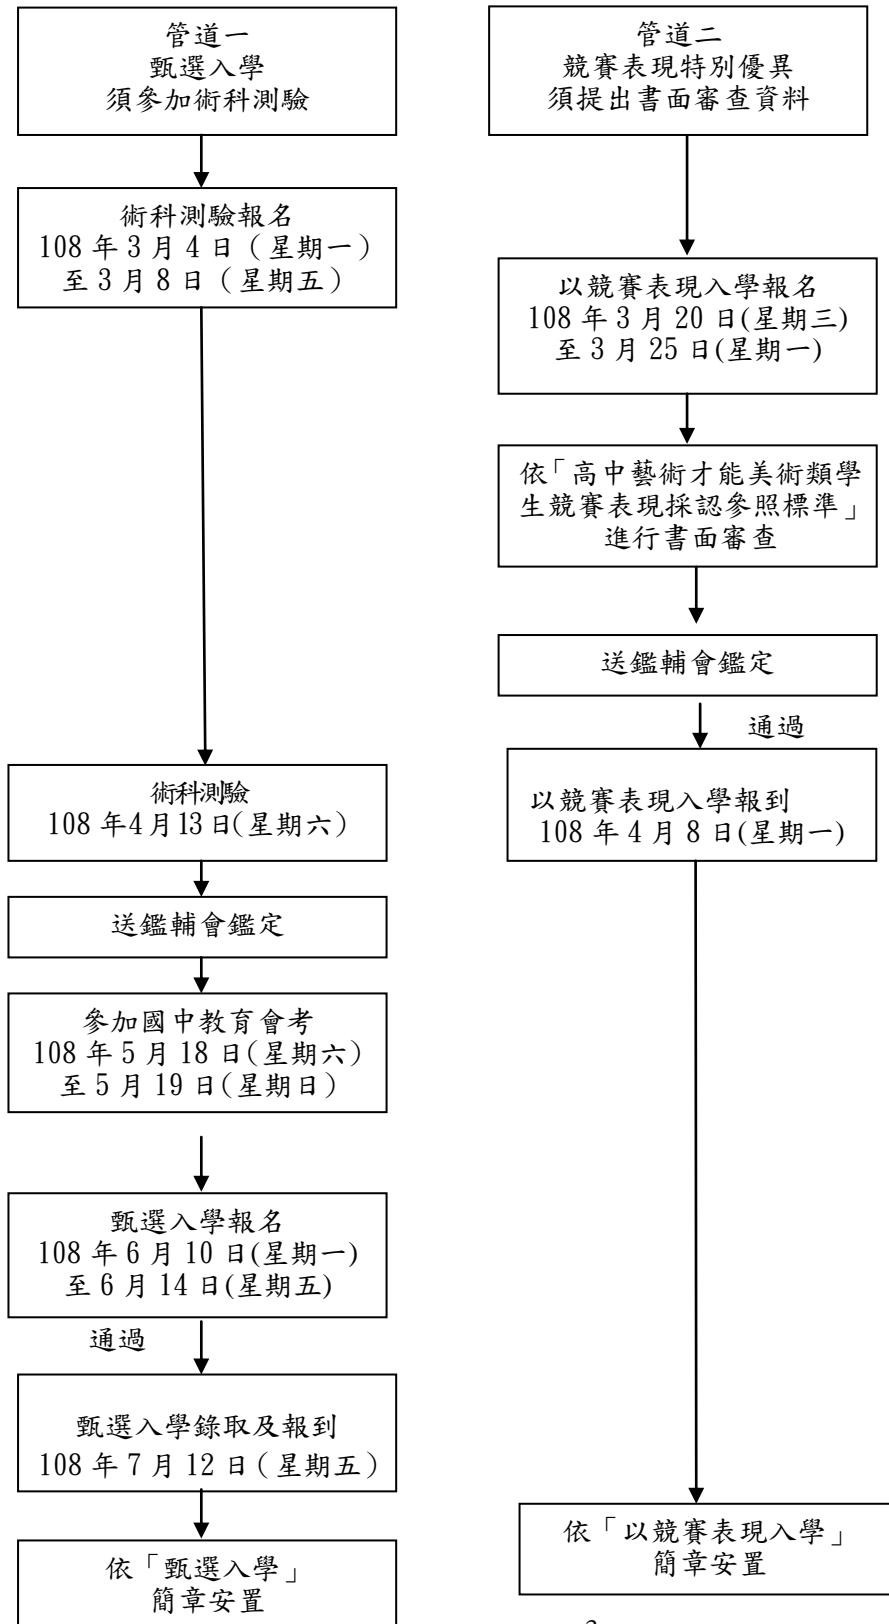 管道一
甄選入學
須參加術科測驗
術科測驗報名
108 年 3 月 4 日（星期一）
至 3 月 8 日（星期五）
術科測驗
108 年4月13日(星期六）
送鑑輔會鑑定
參加國中教育會考
108 年 5 月 18 日(星期六）
至 5 月 19 日(星期日）
甄選入學報名
108 年 6 月 10 日(星期一)
至 6 月 14 日(星期五)
通過
甄選入學錄取及報到
108 年 7 月 12 日（星期五）
依「甄選入學」
簡章安置
管道二
競賽表現特別優異
須提出書面審查資料
以競賽表現入學報名
108 年 3 月 20 日(星期三)
至 3 月 25 日(星期一)
依「高中藝術才能美術類學
生競賽表現採認參照標準」
進行書面審查
送鑑輔會鑑定
通過
以競賽表現入學報到
108 年 4 月 8 日(星期一)
依「以競賽表現入學」
簡章安置